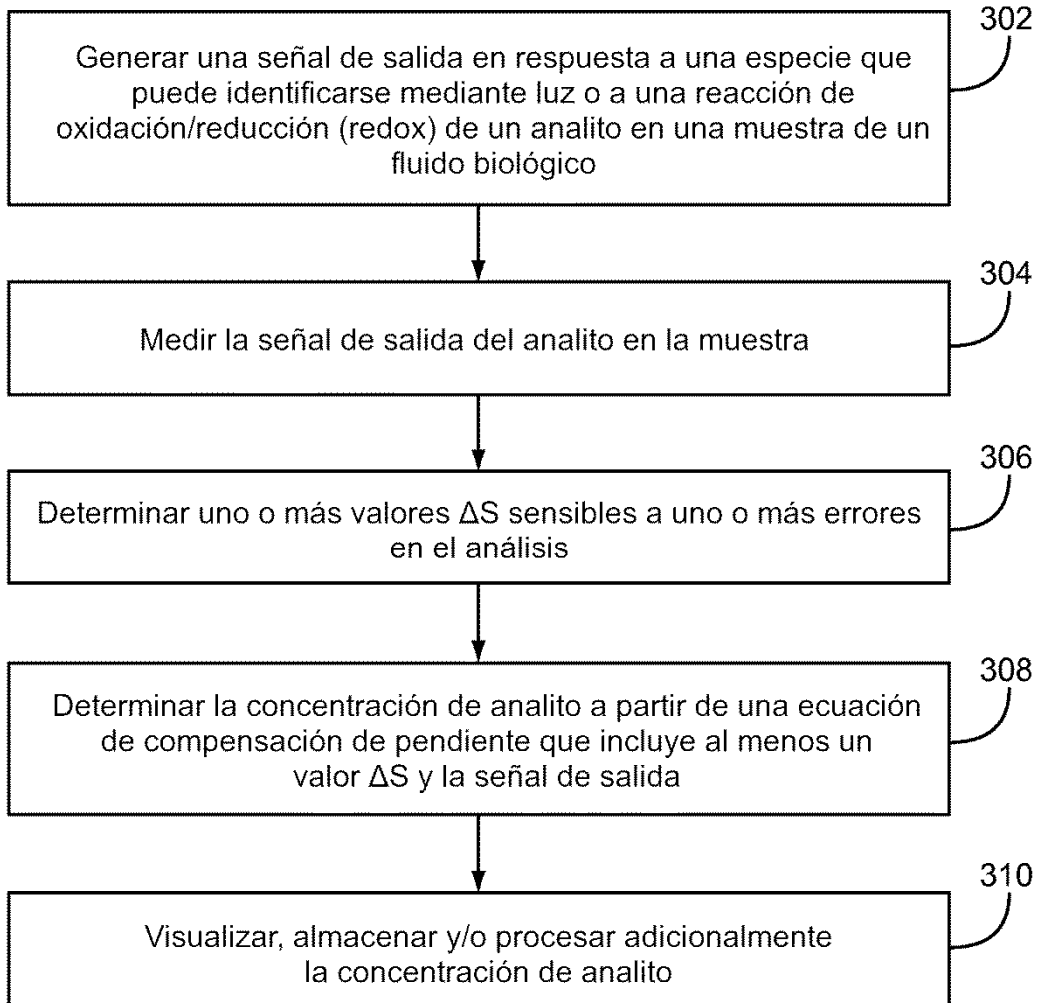 302
Generar una señal de salida en respuesta a una especie que
puede identificarse mediante luz o a una reacción de
oxidación/reducción (redox) de un analito en una muestra de un
fluido biológico
304
Medir la señal de salida del analito en la muestra
306
Determinar uno o más valores ΔS sensibles a uno o más errores
en el análisis
308
Determinar la concentración de analito a partir de una ecuación
de compensación de pendiente que incluye al menos un
valor ΔS y la señal de salida
310
Visualizar, almacenar y/o procesar adicionalmente
la concentración de analito